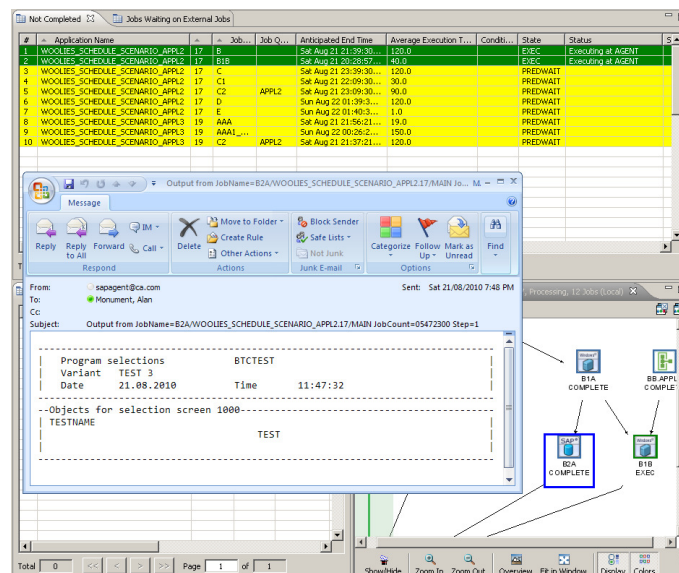 Not Completed Jobs Waiting on External Jobs
# Application Name Job... Job Q... Anticipated End Time Average Execution T... Conditi... State Status S
1 WOOLIES_SCHEDULE_SCENARIO_APPL2 17 B Sat Aug 21 21:39:30... 120.0 EXEC Executing at AGENT
2 WOOLIES_SCHEDULE_SCENARIO_APPL2 17 B1B Sat Aug 21 20:28:57... 40.0 EXEC Executing at AGENT
3 WOOLIES_SCHEDULE_SCENARIO_APPL2 17 C Sat Aug 21 23:39:30... 120.0 PREDWAIT
4 WOOLIES_SCHEDULE_SCENARIO_APPL2 17 C1 Sat Aug 21 22:09:30... 30.0 PREDWAIT
5 WOOLIES_SCHEDULE_SCENARIO_APPL2 17 C2 APPL2 Sat Aug 21 23:09:30... 90.0 PREDWAIT
6 WOOLIES_SCHEDULE_SCENARIO_APPL2 17 D Sun Aug 22 01:39:3... 120.0 PREDWAIT
7 WOOLIES_SCHEDULE_SCENARIO_APPL2 17 E Sun Aug 22 01:40:3... 1.0 PREDWAIT
8 WOOLIES_SCHEDULE_SCENARIO_APPL3 19 AAA Sat Aug 21 21:56:21... 19.0 PREDWAIT
9 WOOLIES_SCHEDULE_SCENARIO_APPL3 19 AAA1_... Sun Aug 22 00:26:2... 150.0 PREDWAIT
10 WOOLIES_SCHEDULE_SCENARIO_APPL3 19 C2 APPL2 Sat Aug 21 21:37:21... 120.0 PREDWAIT
Output from JobName=B2A/WOOLIES_SCHEDULE_SCENARIO_APPL2.17/MAIN Jo... M.
Message
Reply Reply to All Forward IM Call Delete Move to Folder Create Rule Other Actions Block Sender Safe Lists Not Junk Categorize Follow Up Mark as Unread Find
Respond Actions Junk E-mail Options
From: sapagent@ca.com Sent: Sat 21/08/2010 7:48 PM
To: Monument, Alan
Cc:
Subject: Output from JobName=B2A/WOOLIES_SCHEDULE_SCENARIO_APPL2.17/MAIN JobCount=05472300 Step=1
Program selections BTCTEST
Variant TEST 3
Date 21.08.2010 Time 11:47:32
--Objects for selection screen 1000--
TESTNAME
TEST
, Processing, 12 Jobs (Local)
B1A
COMPLETE
BB.APPL
COMPLE
SAP
B2A
COMPLETE
B1B
EXEC
Total 0 << < > >> Page 1 of 1
Show/Hide Zoom In Zoom Out Overview Fit in Window Display Colors